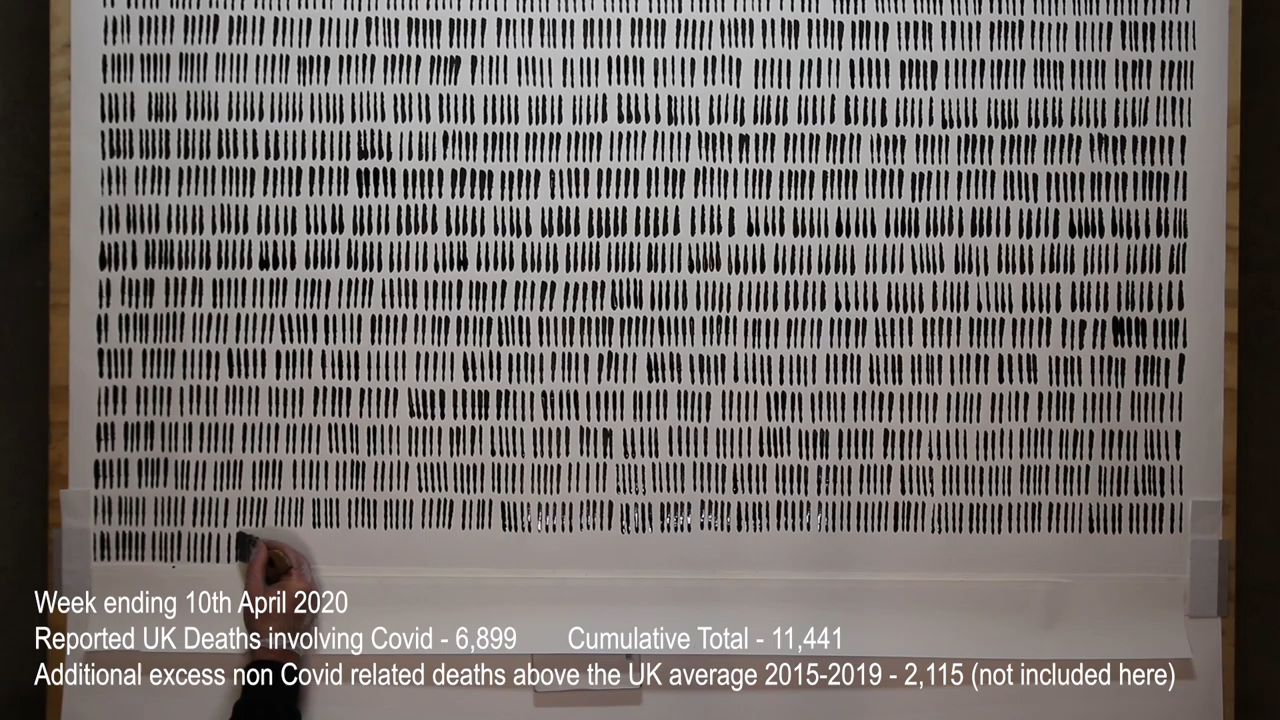 Week ending 10th April 2020
Reported UK Deaths involving Covid - 6,899 Cumulative Total - 11,441
Additional excess non Covid related deaths above the UK average 2015-2019 - 2,115 (not included here)